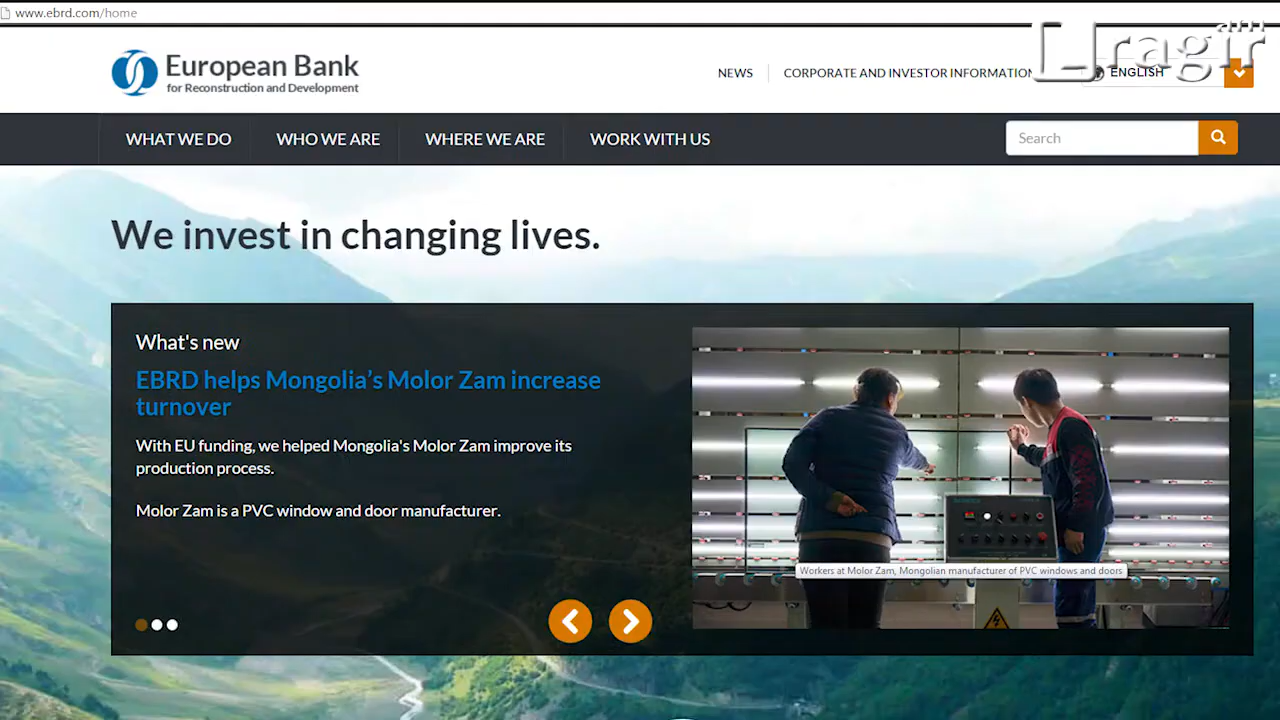 www.ebrd.com/home
Lragir
.am
European Bank
for Reconstruction and Development
NEWS
CORPORATE AND INVESTOR INFORMATION
ENGLISH
WHAT WE DO
WHO WE ARE
WHERE WE ARE
WORK WITH US
Search
We invest in changing lives.
What's new
EBRD helps Mongolia’s Molor Zam increase
turnover
With EU funding, we helped Mongolia's Molor Zam improve its
production process.
Molor Zam is a PVC window and door manufacturer.
Workers at Molor Zam, Mongolian manufacturer of PVC windows and doors